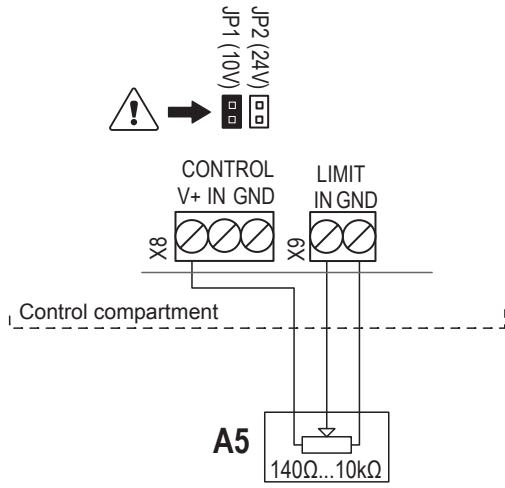 JP1 (10V)
JP2 (24V)
CONTROL
V+ IN GND
X8
LIMIT
IN GND
X9
Control compartment
A5
140Ω...10kΩ